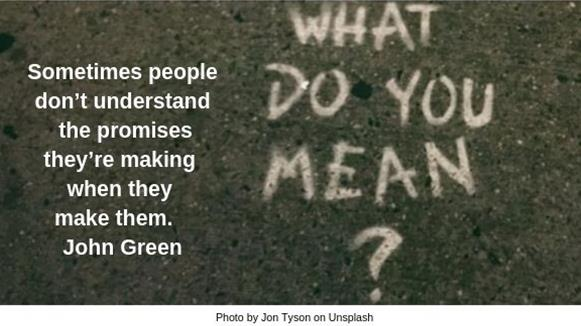 Sometimes people
don’t understand
the promises
they’re making
when they
make them.
John Green
WHAT
DO YOU
MEAN
?
Photo by Jon Tyson on Unsplash